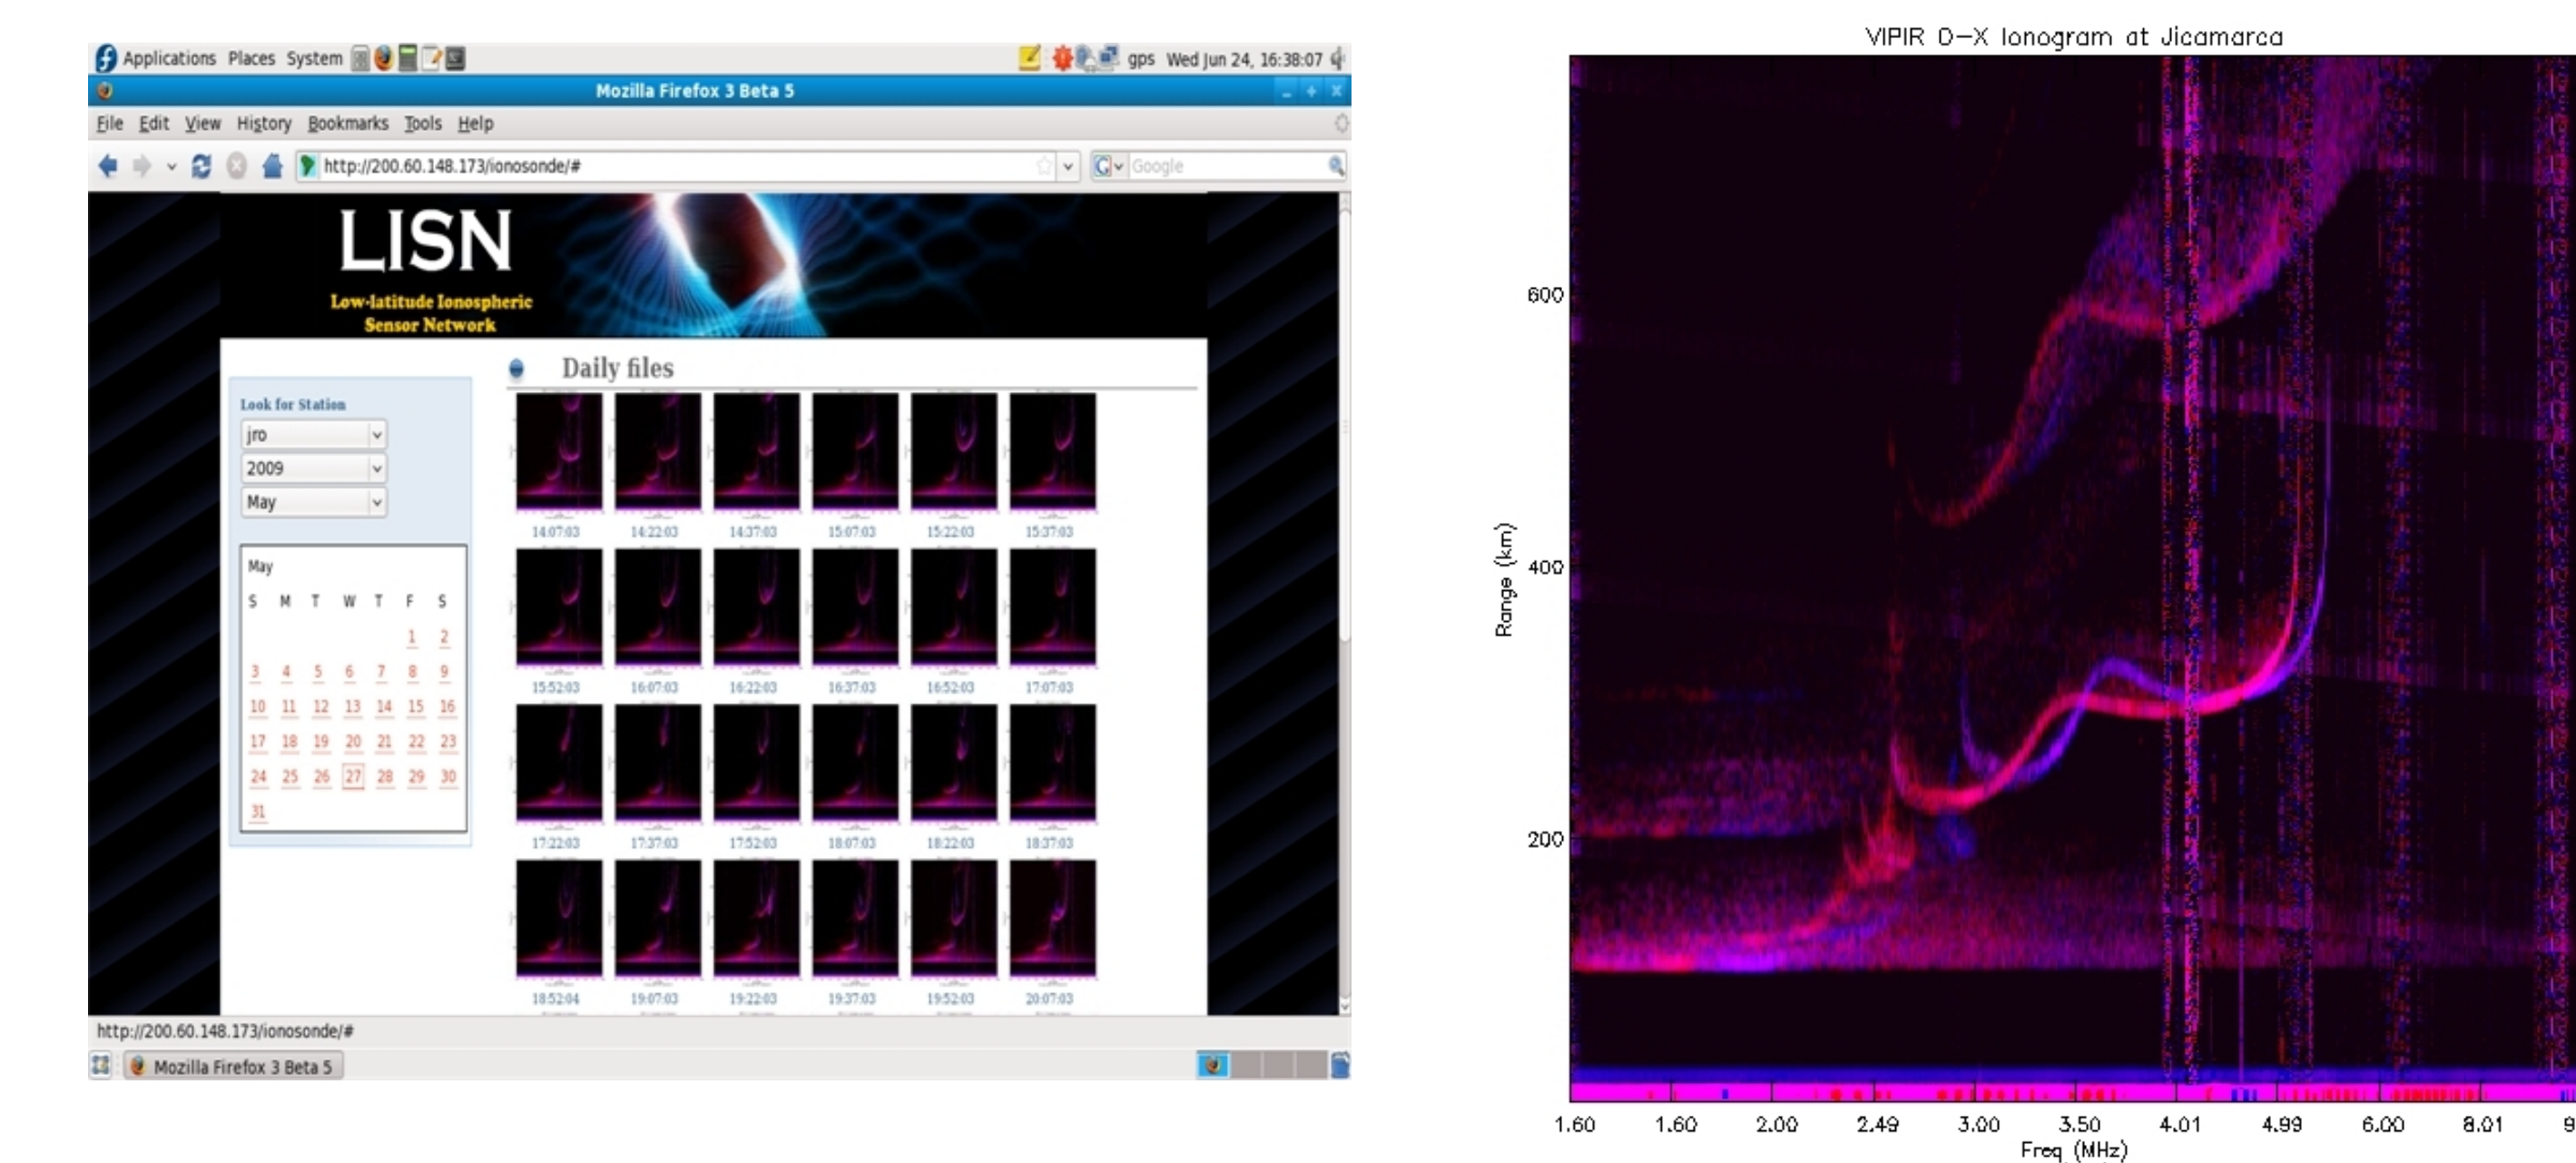 Applications Places System gps Wed Jun 24, 16:38:07
Mozilla Firefox 3 Beta 5
File Edit View History Bookmarks Tools Help
http://200.60.148.173/ionosonde/# Google
LISN
Low-latitude Ionospheric
Sensor Network
Daily files
Look for Station
jro
2009
May
May
S M T W T F S
1 2
3 4 5 6 7 8 9
10 11 12 13 14 15 16
17 18 19 20 21 22 23
24 25 26 27 28 29 30
31
14:07:03 14:22:03 14:37:03 15:07:03 15:22:03 15:37:03
15:52:03 16:07:03 16:22:03 16:37:03 16:52:03 17:07:03
17:22:03 17:37:03 17:52:03 18:07:03 18:22:03 18:37:03
18:52:04 19:07:03 19:22:03 19:37:03 19:52:03 20:07:03
http://200.60.148.173/ionosonde/#
Mozilla Firefox 3 Beta 5
VIPIR O-X Ionogram at Jicamarca
600
400
200
Range (km)
1.60 1.60 2.00 2.49 3.00 3.50 4.01 4.99 6.00 8.01
Freq (MHz)